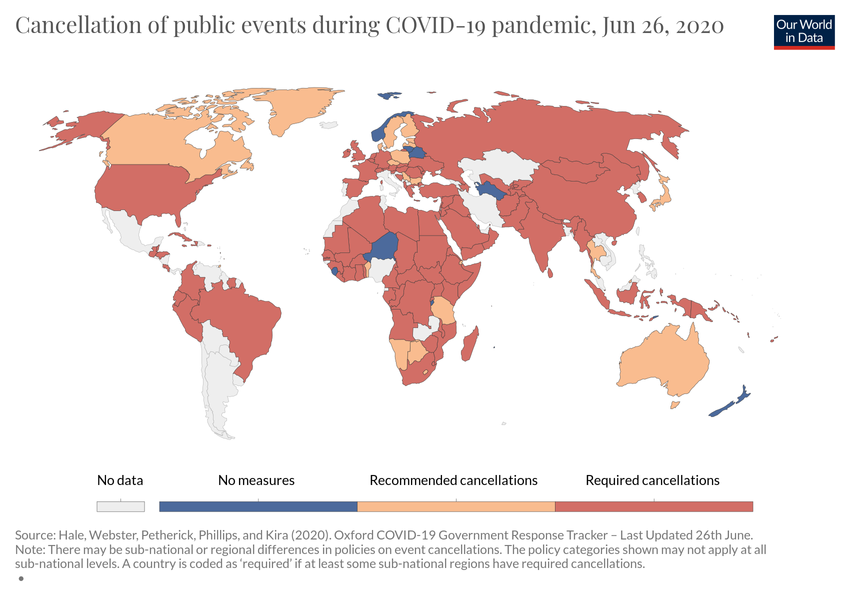 Cancellation of public events during COVID-19 pandemic, Jun 26, 2020
Our World
in Data
No data
No measures
Recommended cancellations
Required cancellations
Source: Hale, Webster, Petherick, Phillips, and Kira (2020). Oxford COVID-19 Government Response Tracker – Last Updated 26th June.
Note: There may be sub-national or regional differences in policies on event cancellations. The policy categories shown may not apply at all
sub-national levels. A country is coded as ‘required’ if at least some sub-national regions have required cancellations.